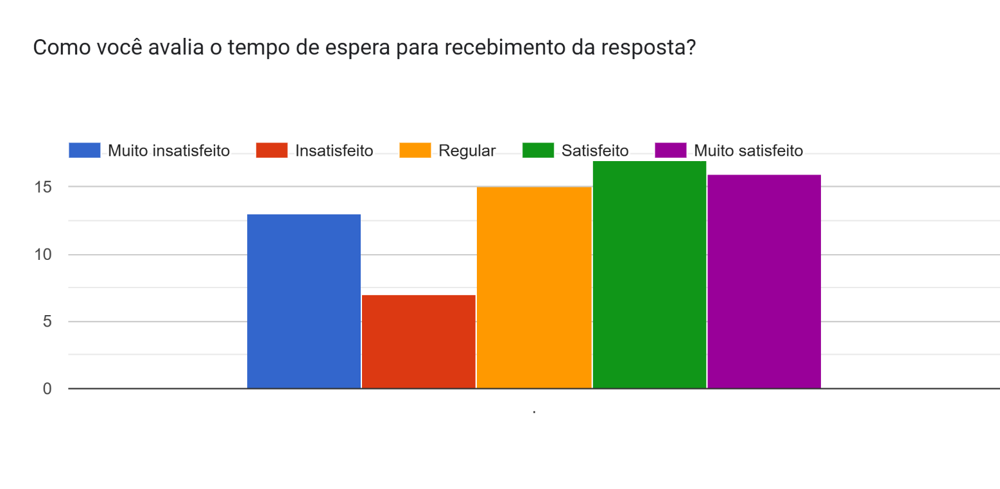 Como você avalia o tempo de espera para recebimento da resposta?
Muito insatisfeito Insatisfeito Regular Satisfeito Muito satisfeito
15
10
5
0
.